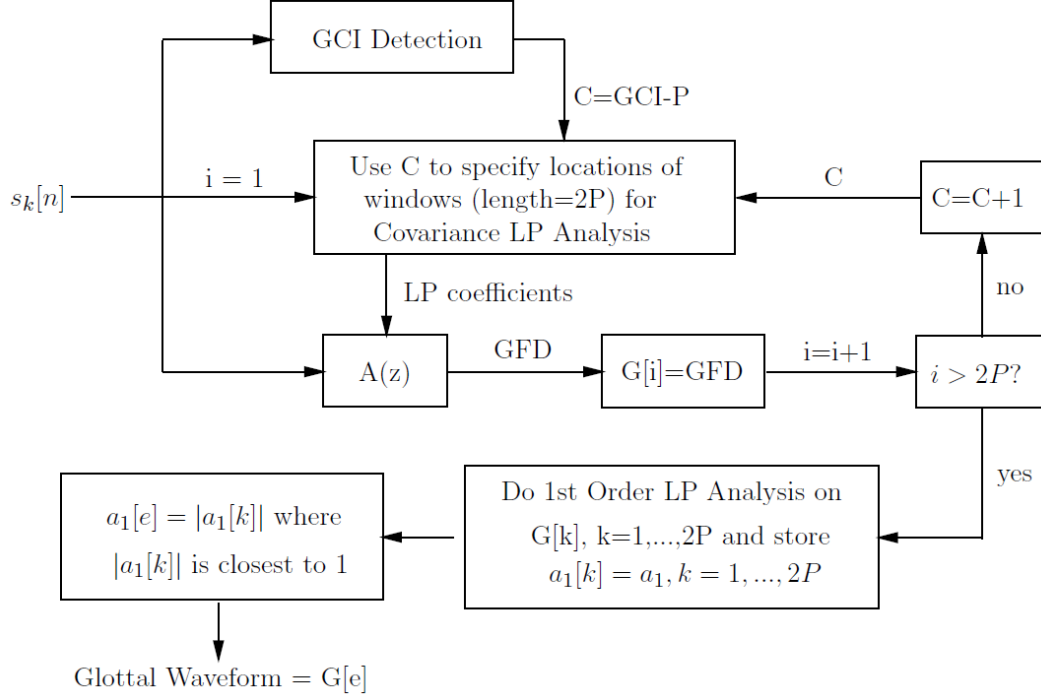 GCI Detection
C=GCI-P
s_k[n]
i = 1
Use C to specify locations of
windows (length=2P) for
Covariance LP Analysis
C
C=C+1
LP coefficients
no
A(z)
GFD
G[i]=GFD
i=i+1
i > 2P?
yes
Do 1st Order LP Analysis on
G[k], k=1,...,2P and store
a_1[k] = a_1, k = 1, ..., 2P
a_1[e] = |a_1[k]| where
|a_1[k]| is closest to 1
Glottal Waveform = G[e]